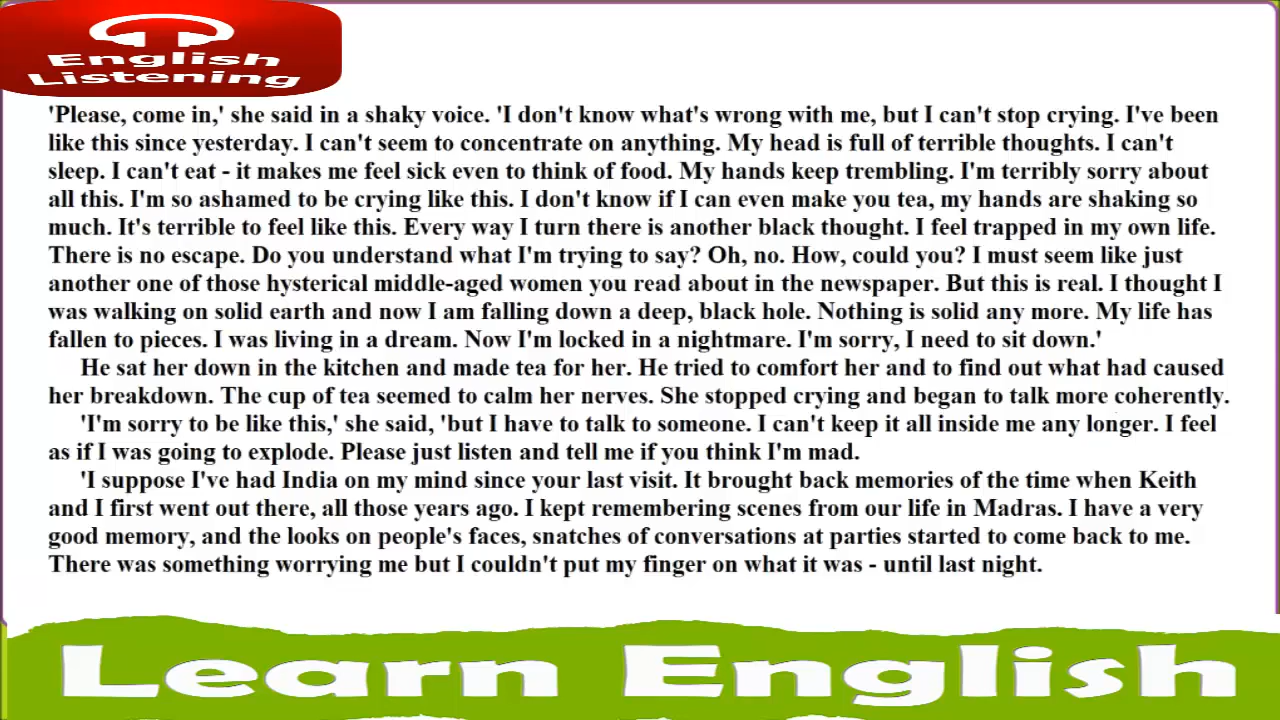 English
Listening
'Please, come in,' she said in a shaky voice. 'I don't know what's wrong with me, but I can't stop crying. I've been
like this since yesterday. I can't seem to concentrate on anything. My head is full of terrible thoughts. I can't
sleep. I can't eat - it makes me feel sick even to think of food. My hands keep trembling. I'm terribly sorry about
all this. I'm so ashamed to be crying like this. I don't know if I can even make you tea, my hands are shaking so
much. It's terrible to feel like this. Every way I turn there is another black thought. I feel trapped in my own life.
There is no escape. Do you understand what I'm trying to say? Oh, no. How, could you? I must seem like just
another one of those hysterical middle-aged women you read about in the newspaper. But this is real. I thought I
was walking on solid earth and now I am falling down a deep, black hole. Nothing is solid any more. My life has
fallen to pieces. I was living in a dream. Now I'm locked in a nightmare. I'm sorry, I need to sit down.'
He sat her down in the kitchen and made tea for her. He tried to comfort her and to find out what had caused
her breakdown. The cup of tea seemed to calm her nerves. She stopped crying and began to talk more coherently.
'I'm sorry to be like this,' she said, 'but I have to talk to someone. I can't keep it all inside me any longer. I feel
as if I was going to explode. Please just listen and tell me if you think I'm mad.
'I suppose I've had India on my mind since your last visit. It brought back memories of the time when Keith
and I first went out there, all those years ago. I kept remembering scenes from our life in Madras. I have a very
good memory, and the looks on people's faces, snatches of conversations at parties started to come back to me.
There was something worrying me but I couldn't put my finger on what it was - until last night.
Learn English